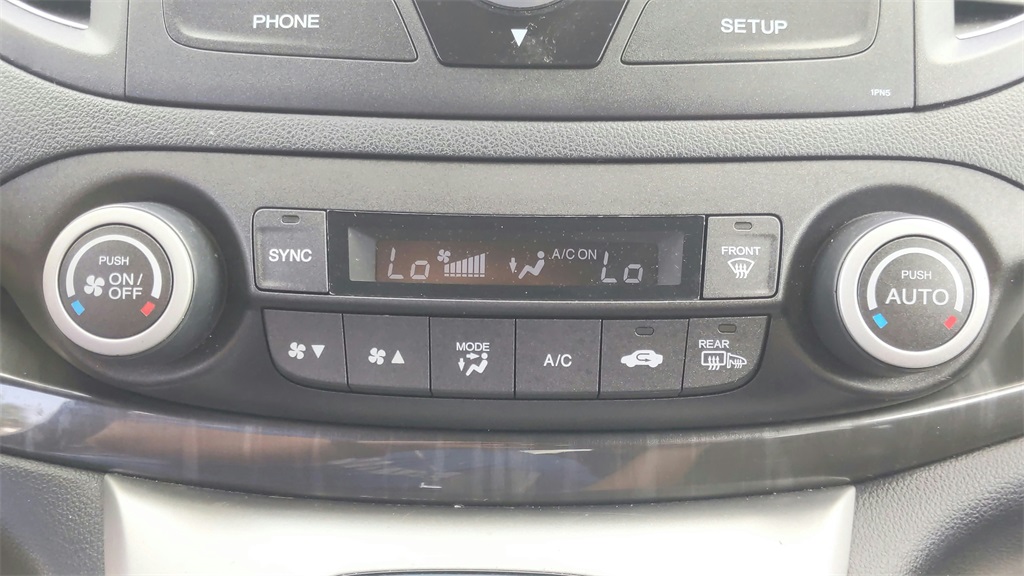 PHONE
SETUP
1PN5
PUSH
ON/
OFF
SYNC
Lo
A/C ON
Lo
FRONT
PUSH
AUTO
MODE
A/C
REAR